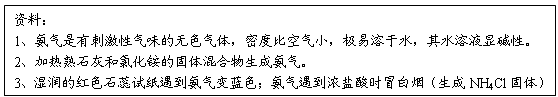 资料：
1、氨气是有刺激性气味的无色气体，密度比空气小，极易溶于水，其水溶液显碱性。
2、加热熟石灰和氯化铵的固体混合物生成氨气。
3、湿润的红色石蕊试纸遇到氨气变蓝色；氨气遇到浓盐酸时冒白烟（生成NH4Cl固体）